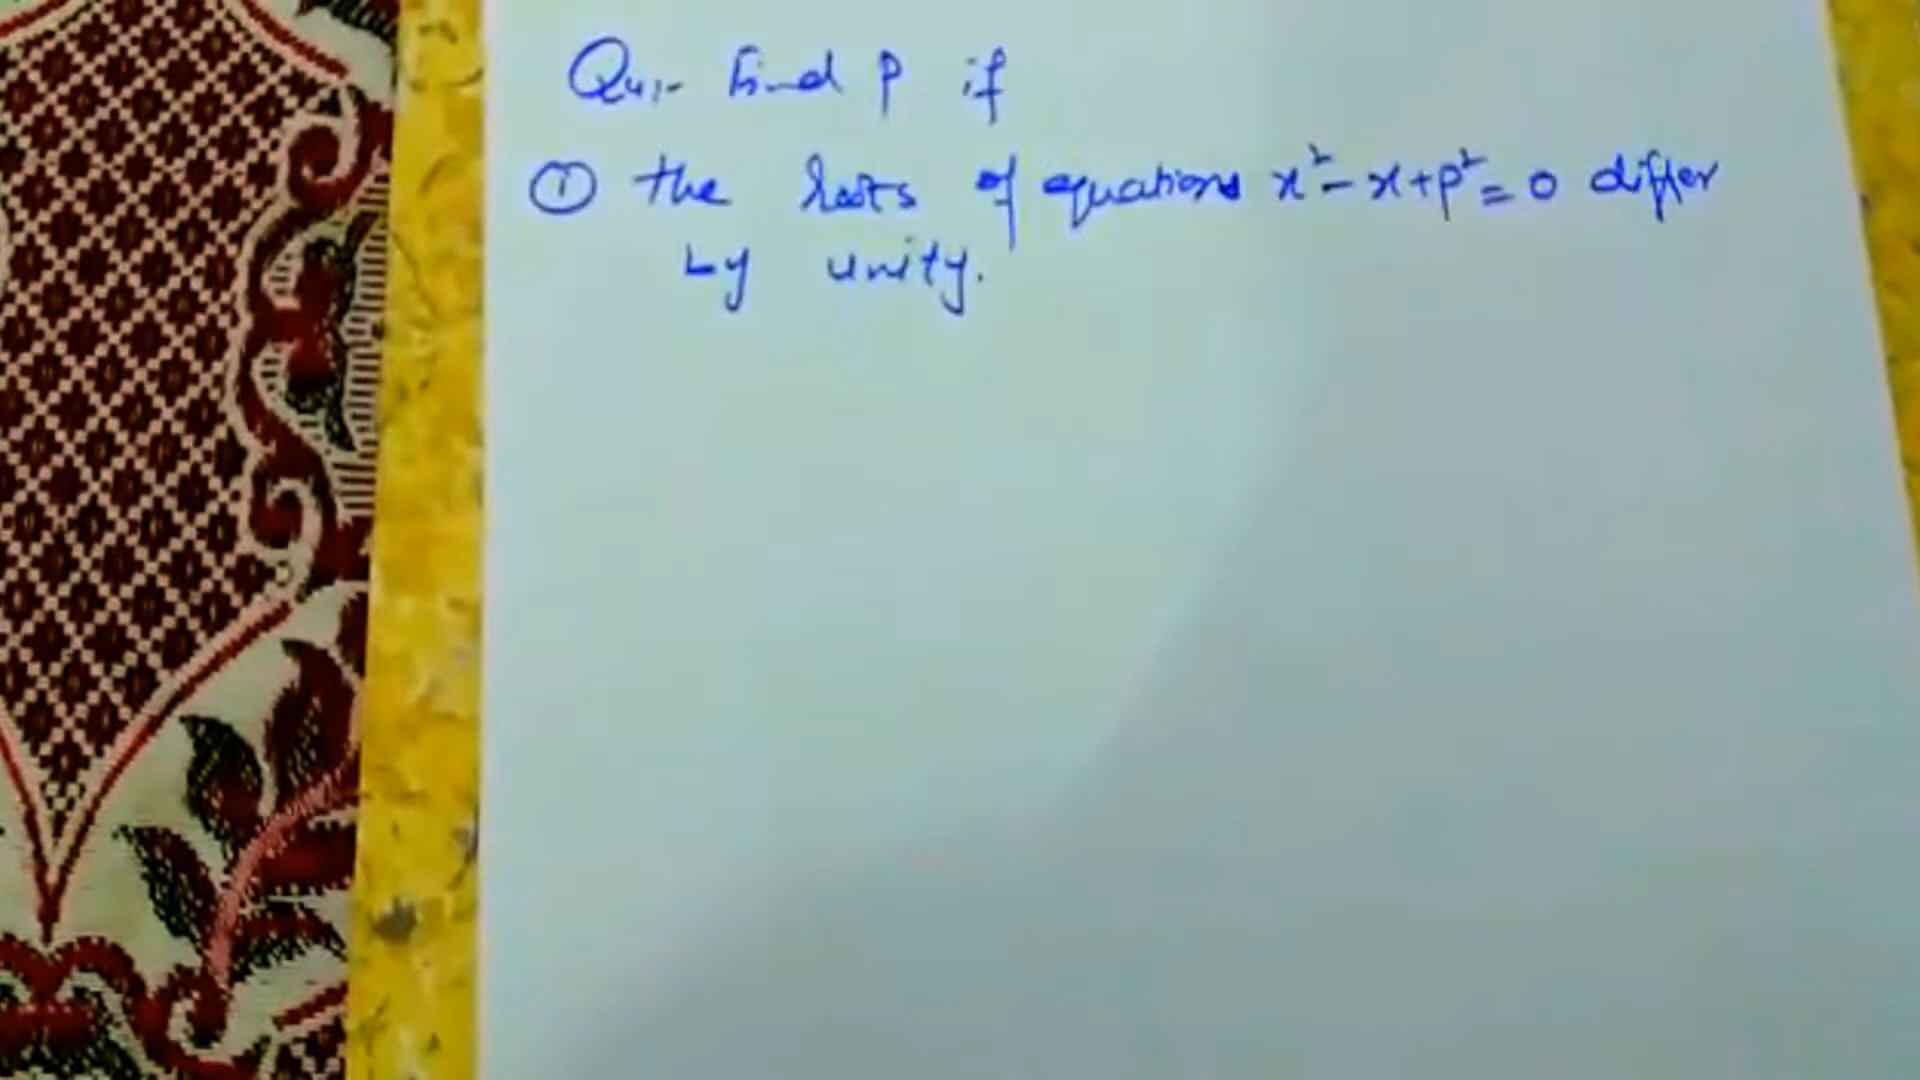 Qu:- Find P if
① the roots of equations x² - x + p² = 0 differ
by unity.